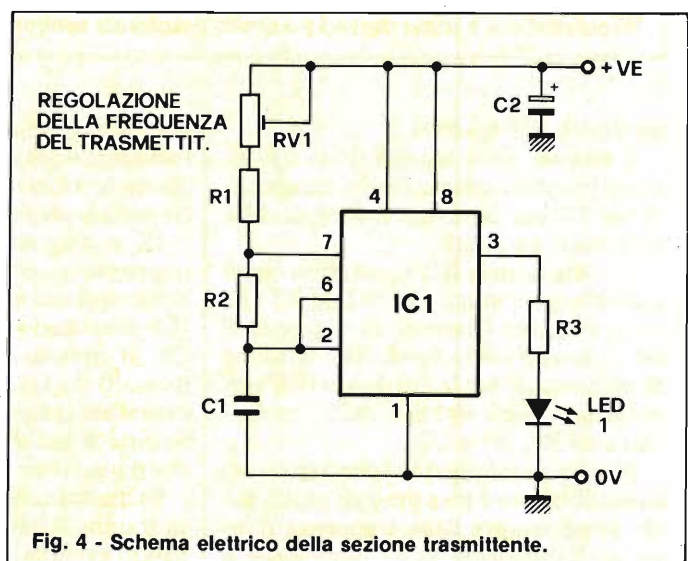 REGOLAZIONE
DELLA FREQUENZA
DEL TRASMETTIT.
RV1
R1
R2
C1
7
6
2
4
8
IC1
1
3
R3
LED
1
C2
+
+ VE
0V
Fig. 4 - Schema elettrico della sezione trasmittente.